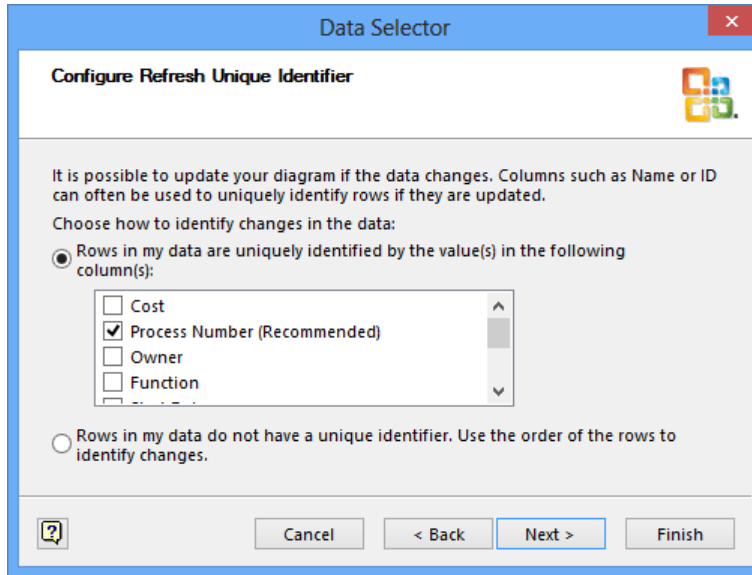 Data Selector
Configure Refresh Unique Identifier
It is possible to update your diagram if the data changes. Columns such as Name or ID
can often be used to uniquely identify rows if they are updated.
Choose how to identify changes in the data:
Rows in my data are uniquely identified by the value(s) in the following
column(s):
Cost
Process Number (Recommended)
Owner
Function
Rows in my data do not have a unique identifier. Use the order of the rows to
identify changes.
Cancel
< Back
Next >
Finish